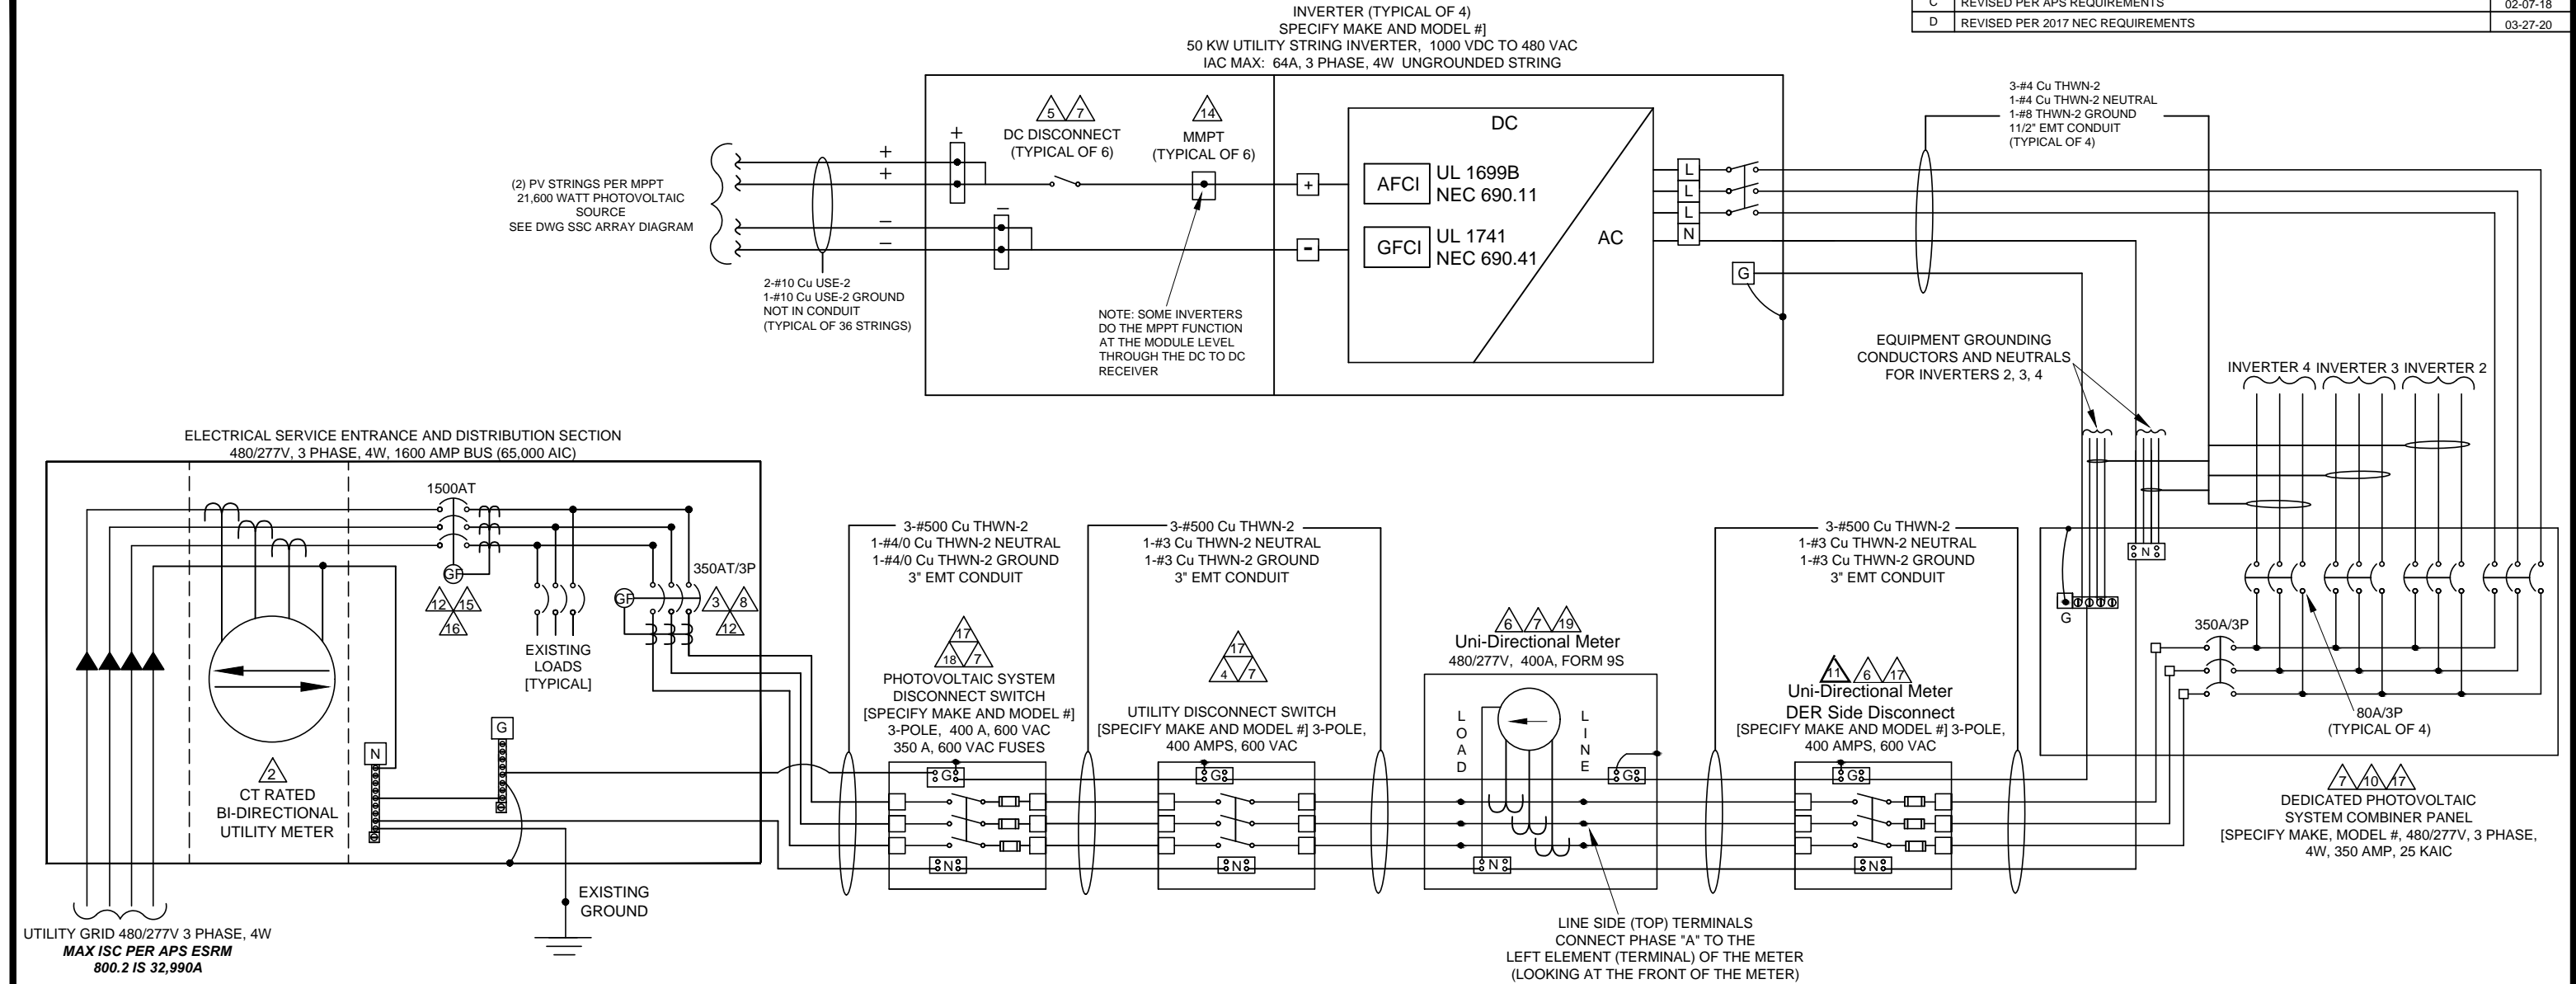 C REVISED PER APS REQUIREMENTS 02-07-18
D REVISED PER 2017 NEC REQUIREMENTS 03-27-20
INVERTER (TYPICAL OF 4)
SPECIFY MAKE AND MODEL #]
50 KW UTILITY STRING INVERTER, 1000 VDC TO 480 VAC
IAC MAX: 64A, 3 PHASE, 4W UNGROUNDED STRING
5 7
DC DISCONNECT
(TYPICAL OF 6)
14
MMPT
(TYPICAL OF 6)
+
+
+
−
−
−
+
-
(2) PV STRINGS PER MPPT
21,600 WATT PHOTOVOLTAIC
SOURCE
SEE DWG SSC ARRAY DIAGRAM
2-#10 Cu USE-2
1-#10 Cu USE-2 GROUND
NOT IN CONDUIT
(TYPICAL OF 36 STRINGS)
NOTE: SOME INVERTERS
DO THE MPPT FUNCTION
AT THE MODULE LEVEL
THROUGH THE DC TO DC
RECEIVER
DC
AFCI
UL 1699B
NEC 690.11
GFCI
UL 1741
NEC 690.41
AC
L
L
L
N
G
3-#4 Cu THWN-2
1-#4 Cu THWN-2 NEUTRAL
1-#8 THWN-2 GROUND
11/2" EMT CONDUIT
(TYPICAL OF 4)
EQUIPMENT GROUNDING
CONDUCTORS AND NEUTRALS
FOR INVERTERS 2, 3, 4
INVERTER 4 INVERTER 3 INVERTER 2
ELECTRICAL SERVICE ENTRANCE AND DISTRIBUTION SECTION
480/277V, 3 PHASE, 4W, 1600 AMP BUS (65,000 AIC)
1500AT
GF
12 15
16
EXISTING
LOADS
[TYPICAL]
350AT/3P
GF
3 8
12
2
CT RATED
BI-DIRECTIONAL
UTILITY METER
N
G
EXISTING
GROUND
UTILITY GRID 480/277V 3 PHASE, 4W
MAX ISC PER APS ESRM
800.2 IS 32,990A
3-#500 Cu THWN-2
1-#4/0 Cu THWN-2 NEUTRAL
1-#4/0 Cu THWN-2 GROUND
3" EMT CONDUIT
17
18 7
PHOTOVOLTAIC SYSTEM
DISCONNECT SWITCH
[SPECIFY MAKE AND MODEL #]
3-POLE, 400 A, 600 VAC
350 A, 600 VAC FUSES
G
N
3-#500 Cu THWN-2
1-#3 Cu THWN-2 NEUTRAL
1-#3 Cu THWN-2 GROUND
3" EMT CONDUIT
17
4 7
UTILITY DISCONNECT SWITCH
[SPECIFY MAKE AND MODEL #] 3-POLE,
400 AMPS, 600 VAC
G
N
6 7 19
Uni-Directional Meter
480/277V, 400A, FORM 9S
LOAD
LINE
G
N
LINE SIDE (TOP) TERMINALS
CONNECT PHASE "A" TO THE
LEFT ELEMENT (TERMINAL) OF THE METER
(LOOKING AT THE FRONT OF THE METER)
3-#500 Cu THWN-2
1-#3 Cu THWN-2 NEUTRAL
1-#3 Cu THWN-2 GROUND
3" EMT CONDUIT
11 6 17
Uni-Directional Meter
DER Side Disconnect
[SPECIFY MAKE AND MODEL #] 3-POLE,
400 AMPS, 600 VAC
G
N
N
G
350A/3P
80A/3P
(TYPICAL OF 4)
7 10 17
DEDICATED PHOTOVOLTAIC
SYSTEM COMBINER PANEL
[SPECIFY MAKE, MODEL #, 480/277V, 3 PHASE,
4W, 350 AMP, 25 KAIC